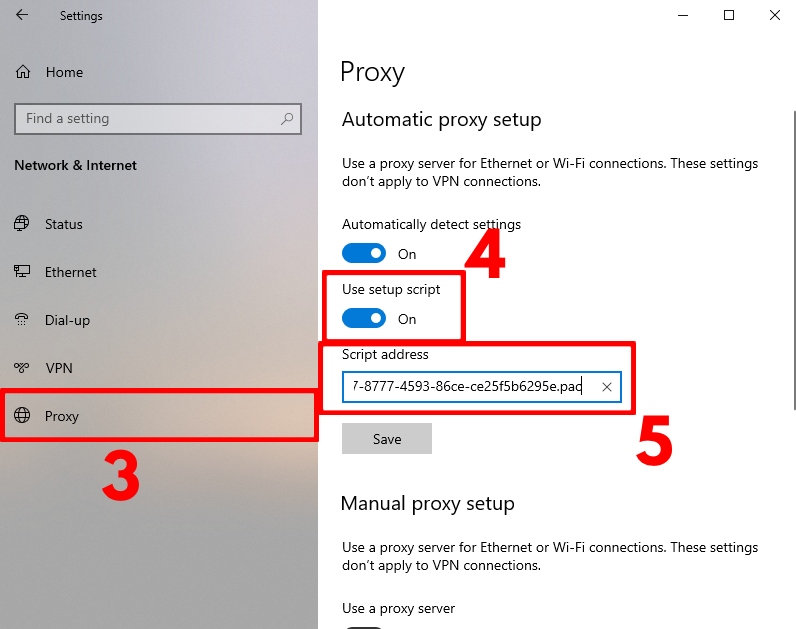 Settings
Home
Find a setting
Network & Internet
Status
Ethernet
Dial-up
VPN
Proxy
3
Proxy
Automatic proxy setup
Use a proxy server for Ethernet or Wi-Fi connections. These settings
don't apply to VPN connections.
Automatically detect settings
On
4
Use setup script
On
Script address
7-8777-4593-86ce-ce25f5b6295e.pac
5
Save
Manual proxy setup
Use a proxy server for Ethernet or Wi-Fi connections. These settings
don't apply to VPN connections.
Use a proxy server